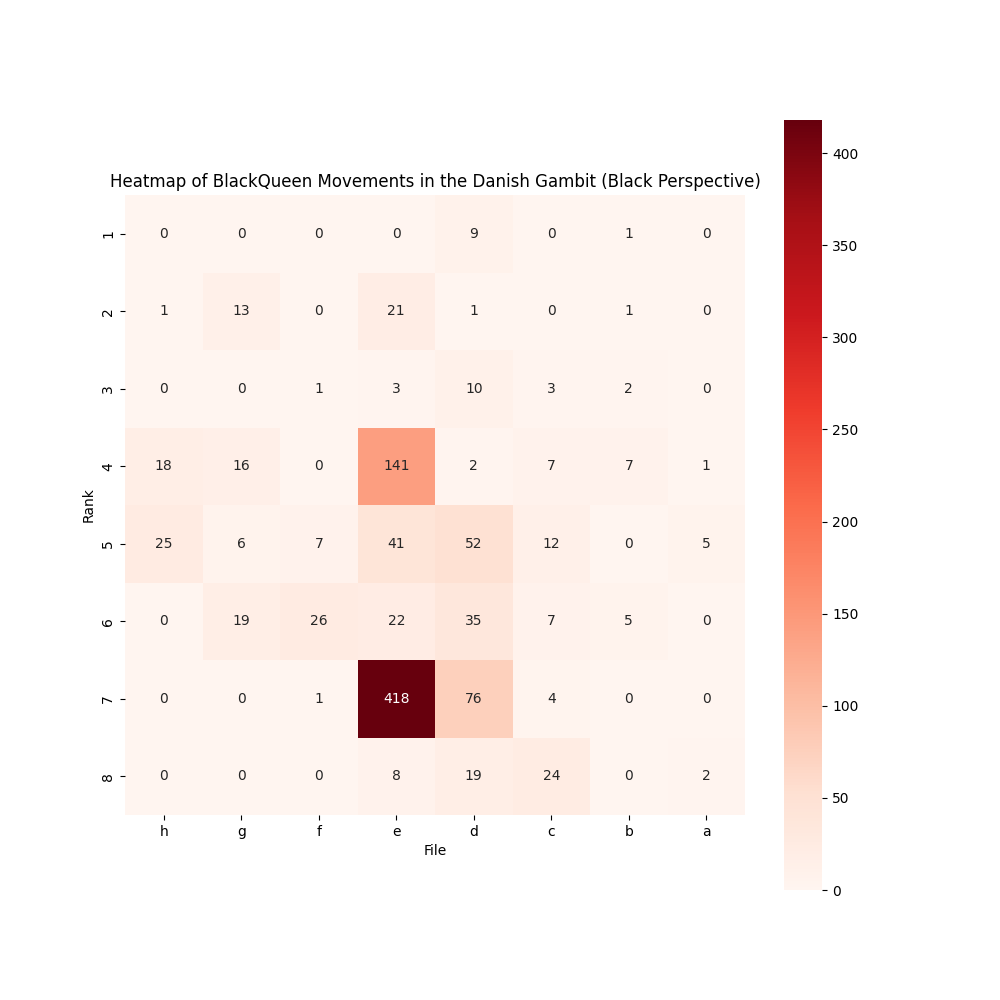 Heatmap of BlackQueen Movements in the Danish Gambit (Black Perspective)
1 0 0 0 0 9 0 1 0
2 1 13 0 21 1 0 1 0
3 0 0 1 3 10 3 2 0
4 18 16 0 141 2 7 7 1
Rank
5 25 6 7 41 52 12 0 5
6 0 19 26 22 35 7 5 0
7 0 0 1 418 76 4 0 0
8 0 0 0 8 19 24 0 2
h g f e d c b a
File
400
350
300
250
200
150
100
50
0